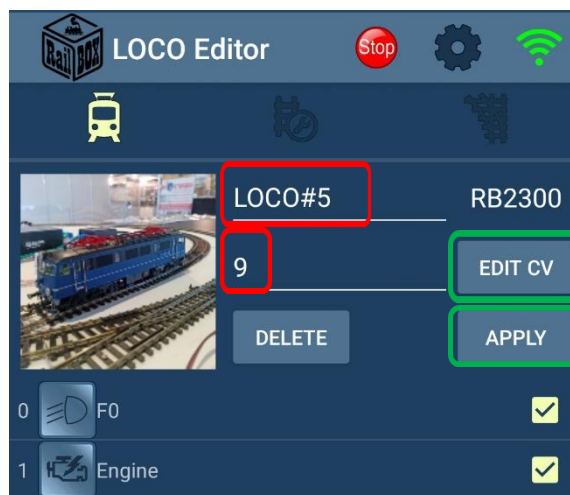 Rail BOX LOCO Editor Stop
LOCO#5 RB2300
9 EDIT CV
DELETE APPLY
0 F0
1 Engine